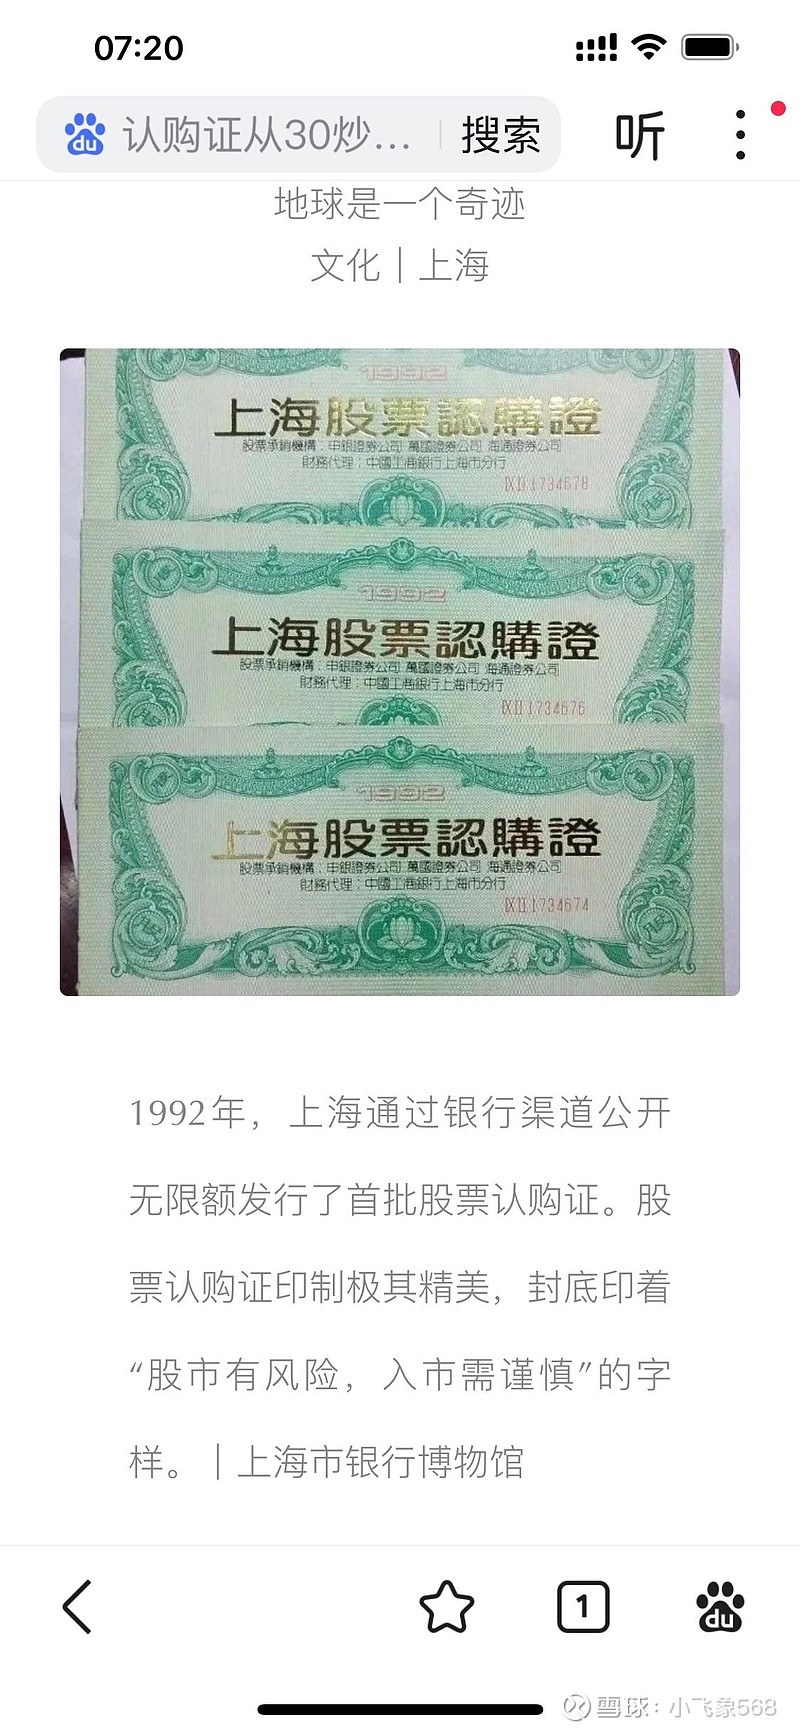 07:20
du 认购证从30炒... 搜索 听
地球是一个奇迹
文化｜上海
1992
上海股票認購證
股票承銷機構：申銀證券公司 萬國證券公司 海通證券公司
財務代理：中國工商銀行上海市分行
IXII1734678
1992
上海股票認購證
股票承銷機構：申銀證券公司 萬國證券公司 海通證券公司
財務代理：中國工商銀行上海市分行
IXII1734676
1992
上海股票認購證
股票承銷機構：申銀證券公司 萬國證券公司 海通證券公司
財務代理：中國工商銀行上海市分行
IXII1734674
1992年，上海通过银行渠道公开
无限额发行了首批股票认购证。股
票认购证印制极其精美，封底印着
“股市有风险，入市需谨慎”的字
样。｜上海市银行博物馆
1
du
雪球：小飞象568